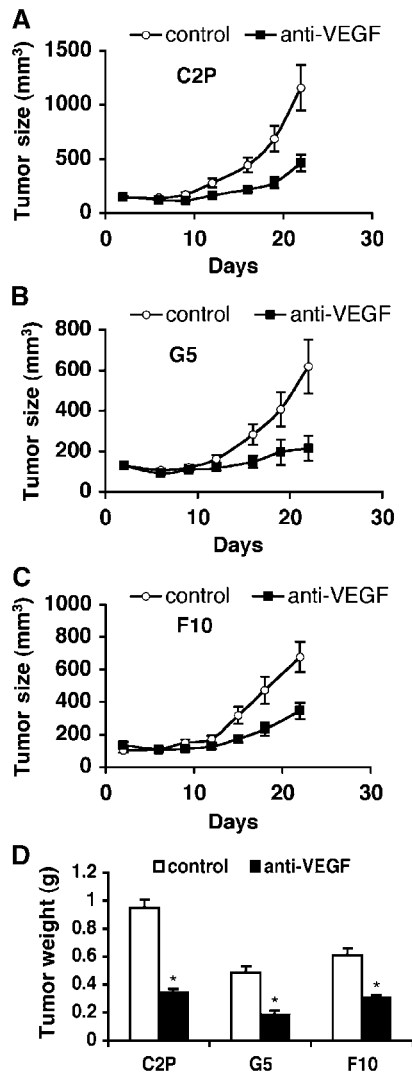 A
control anti-VEGF
C2P
Tumor size (mm³)
1500
1000
500
0
0 10 20 30
Days
B
control anti-VEGF
G5
Tumor size (mm³)
800
600
400
200
0
0 10 20 30
Days
C
control anti-VEGF
F10
Tumor size (mm³)
1000
800
600
400
200
0
0 10 20 30
Days
D
control anti-VEGF
Tumor weight (g)
1.2
1
0.8
0.6
0.4
0.2
0
* * *
C2P G5 F10